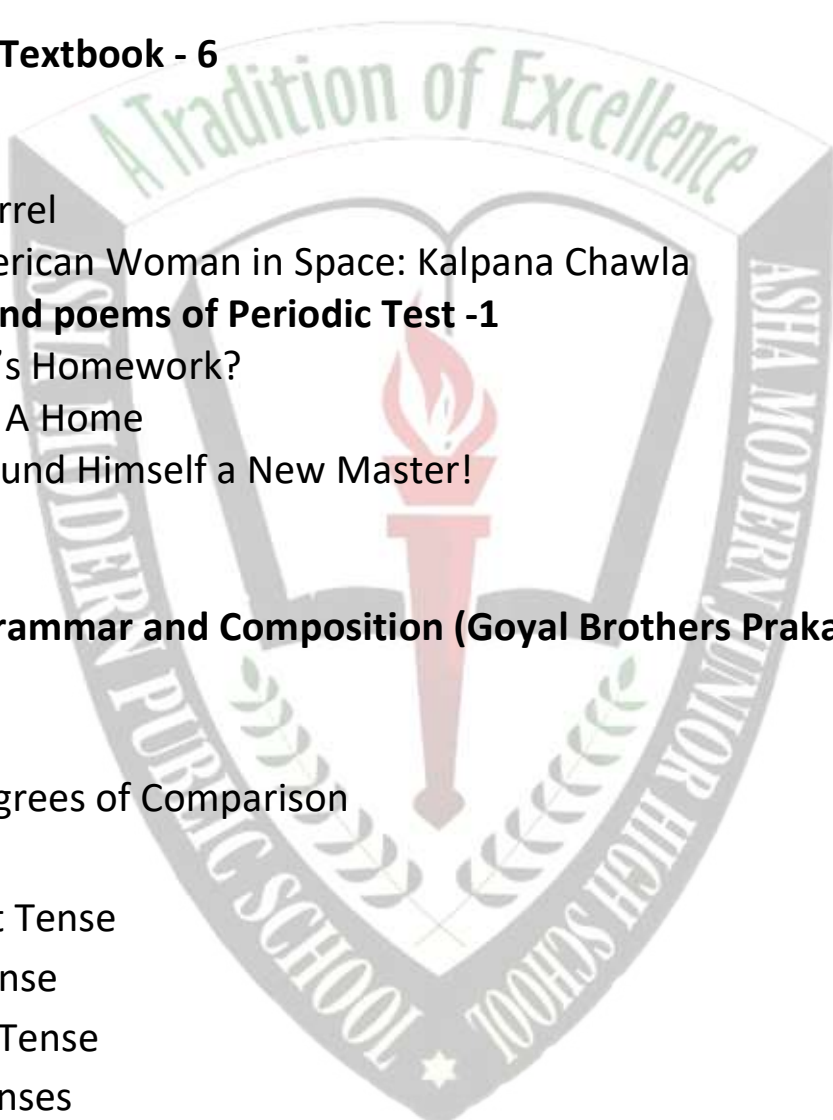 Textbook - 6
A Tradition of Excellence
rrel
erican Woman in Space: Kalpana Chawla
nd poems of Periodic Test -1
's Homework?
A Home
und Himself a New Master!
rammar and Composition (Goyal Brothers Praka
grees of Comparison
t Tense
nse
Tense
nses
ASHA MODERN PUBLIC SCHOOL
ASHA MODERN JUNIOR HIGH SCHOOL